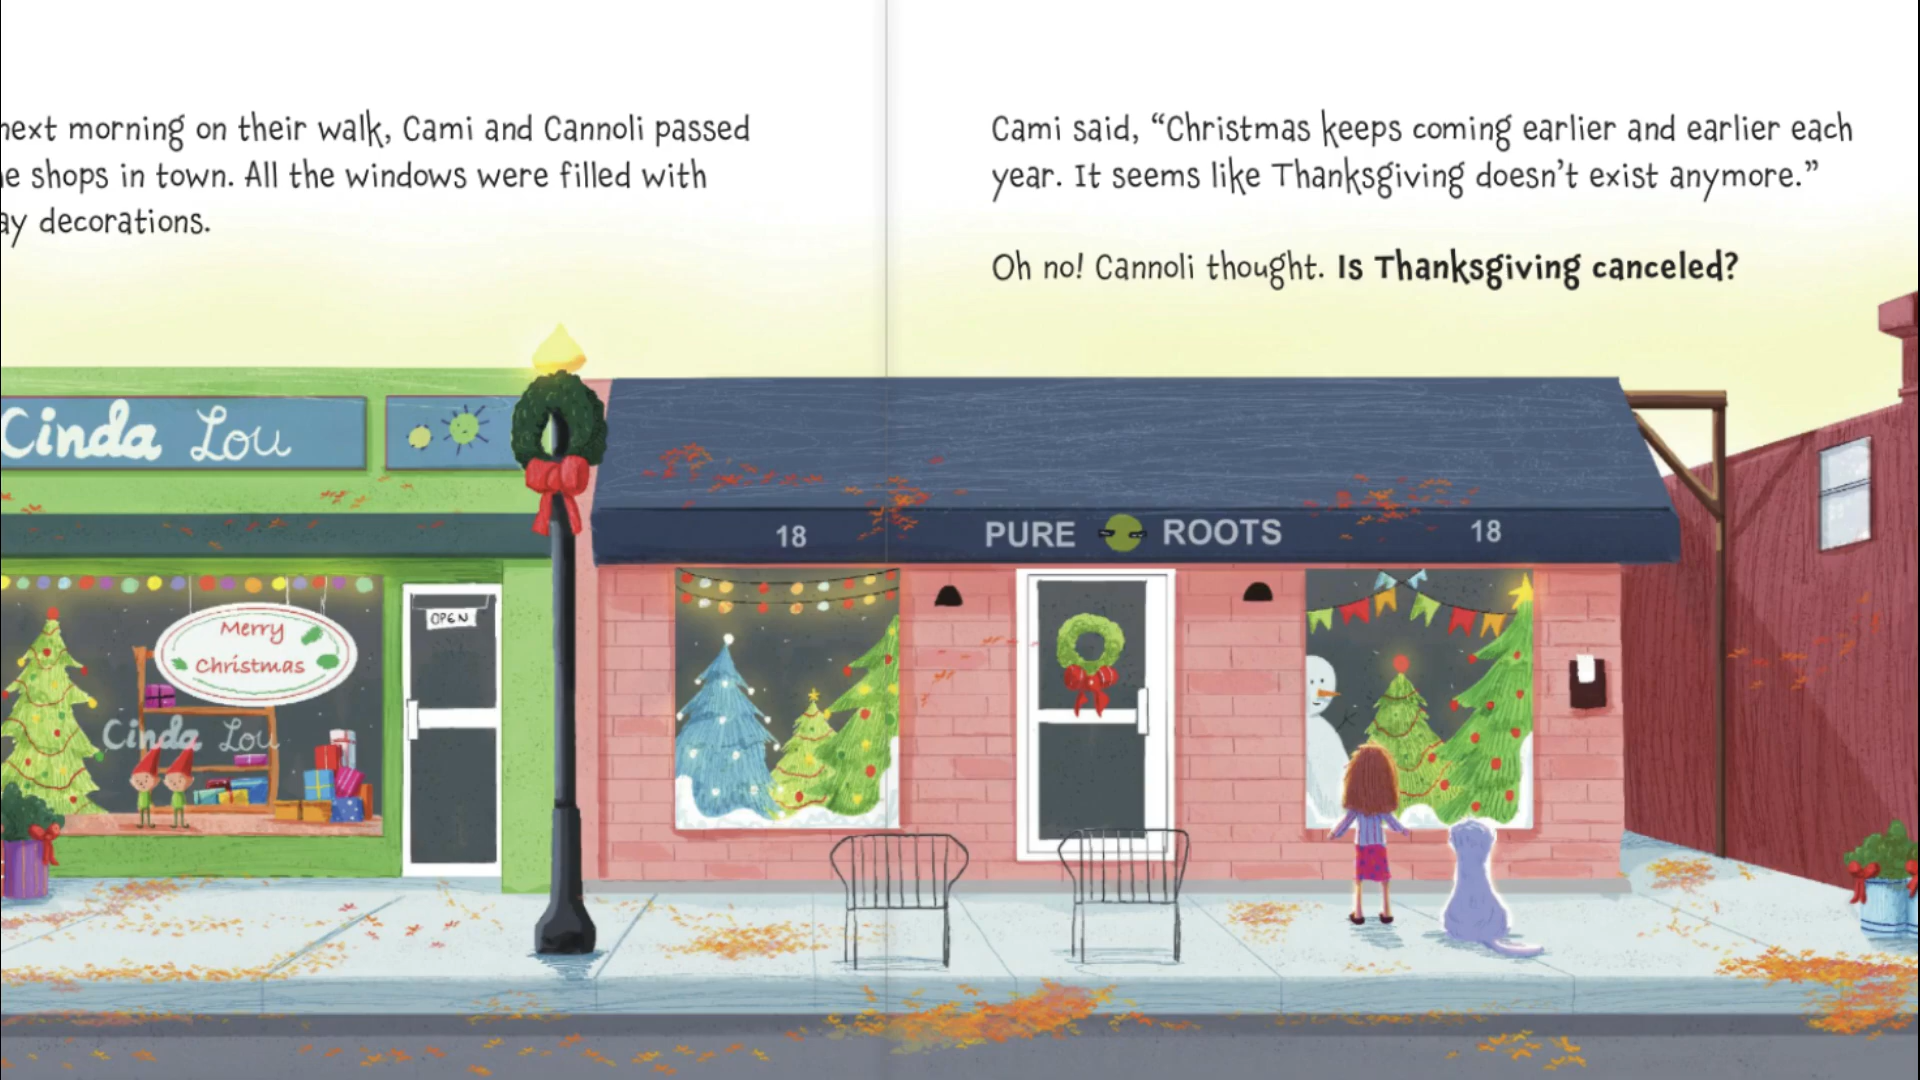 next morning on their walk, Cami and Cannoli passed
e shops in town. All the windows were filled with
ay decorations.
Cami said, “Christmas keeps coming earlier and earlier each
year. It seems like Thanksgiving doesn’t exist anymore.”
Oh no! Cannoli thought. Is Thanksgiving canceled?
Cinda Lou
18 PURE ROOTS 18
OPEN
Merry
Christmas
Cinda Lou